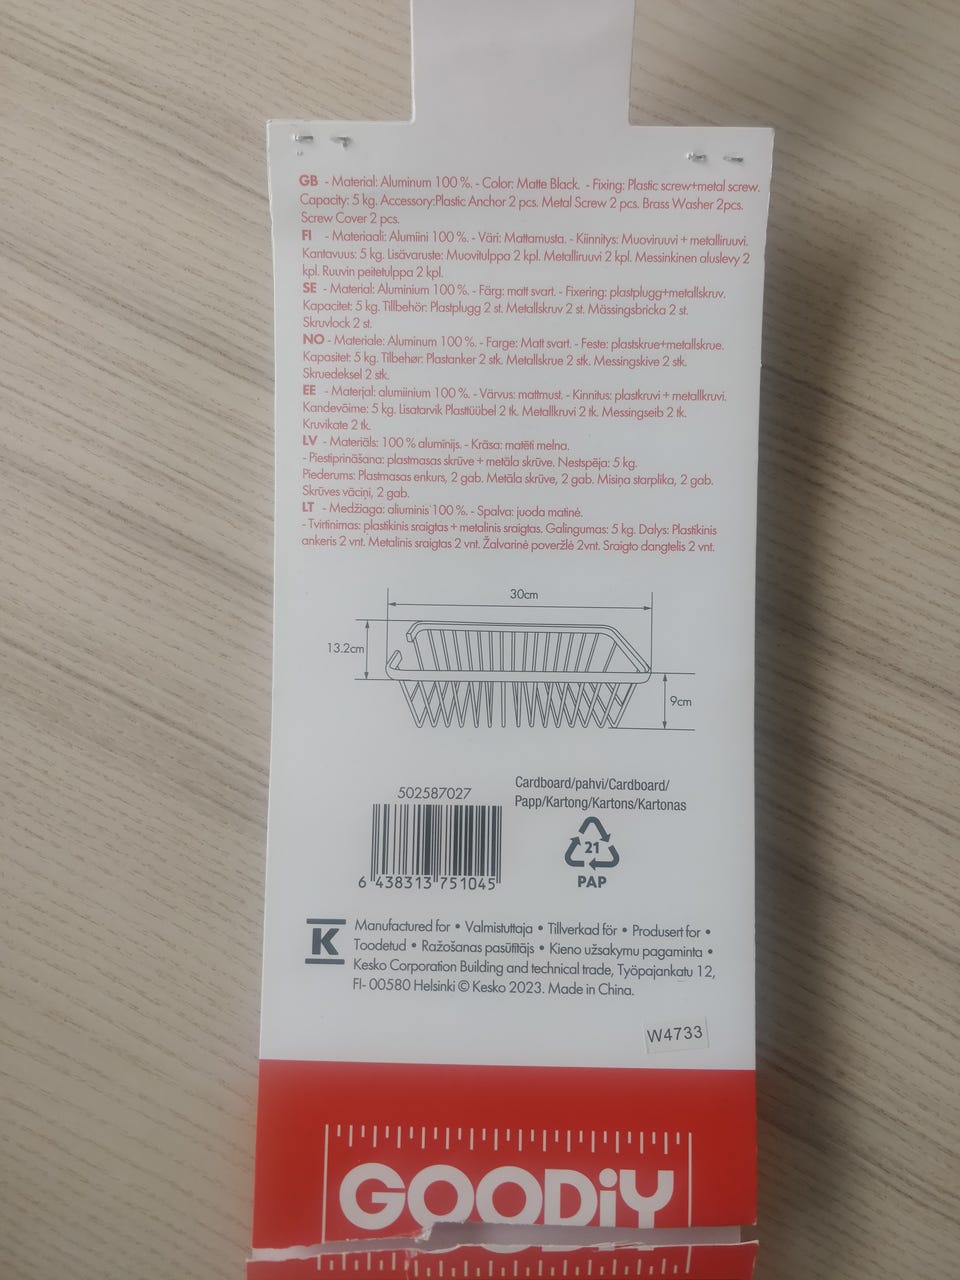 GB - Material: Aluminum 100 %. - Color: Matte Black. - Fixing: Plastic screw+metal screw.
Capacity: 5 kg. Accessory:Plastic Anchor 2 pcs. Metal Screw 2 pcs. Brass Washer 2pcs.
Screw Cover 2 pcs.
FI - Materiaali: Alumiini 100 %. - Väri: Mattamusta. - Kiinnitys: Muoviruuvi + metalliruuvi.
Kantavuus: 5 kg. Lisävaruste: Muovitulppa 2 kpl. Metalliruuvi 2 kpl. Messinkinen aluslevy 2
kpl. Ruuvin peitetulppa 2 kpl.
SE - Material: Aluminium 100 %. - Färg: matt svart. - Fixering: plastplugg+metallskruv.
Kapacitet: 5 kg. Tillbehör: Plastplugg 2 st. Metallskruv 2 st. Mässingsbricka 2 st.
Skruvlock 2 st.
NO - Materiale: Aluminum 100 %. - Farge: Matt svart. - Feste: plastskrue+metallskrue.
Kapasitet: 5 kg. Tilbehør: Plastanker 2 stk. Metallskrue 2 stk. Messingskive 2 stk.
Skruedeksel 2 stk.
EE - Materjal: alumiinium 100 %. - Värvus: mattmust. - Kinnitus: plastkruvi + metallkruvi.
Kandevõime: 5 kg. Lisatarvik Plasttüübel 2 tk. Metallkruvi 2 tk. Messingseib 2 tk.
Kruvikate 2 tk.
LV - Materiāls: 100 % alumīnijs. - Krāsa: matēti melna.
- Piestiprināšana: plastmasas skrūve + metāla skrūve. Nestspēja: 5 kg.
Piederums: Plastmasas enkurs, 2 gab. Metāla skrūve, 2 gab. Misiņa starplika, 2 gab.
Skrūves vāciņi, 2 gab.
LT - Medžiaga: aliuminis 100 %. - Spalva: juoda matinė.
- Tvirtinimas: plastikinis sraigtas + metalinis sraigtas. Galingumas: 5 kg. Dalys: Plastikinis
ankeris 2 vnt. Metalinis sraigtas 2 vnt. Žalvarinė poveržlė 2vnt. Sraigto dangtelis 2 vnt.
30cm
13.2cm
9cm
Cardboard/pahvi/Cardboard/
Papp/Kartong/Kartons/Kartonas
21
PAP
502587027
6 438313 751045
K
Manufactured for • Valmistuttaja • Tillverkad för • Produsert for •
Toodetud • Ražošanas pasūtītājs • Kieno užsakymu pagaminta •
Kesko Corporation Building and technical trade, Työpajankatu 12,
FI- 00580 Helsinki © Kesko 2023. Made in China.
W4733
GOODiY